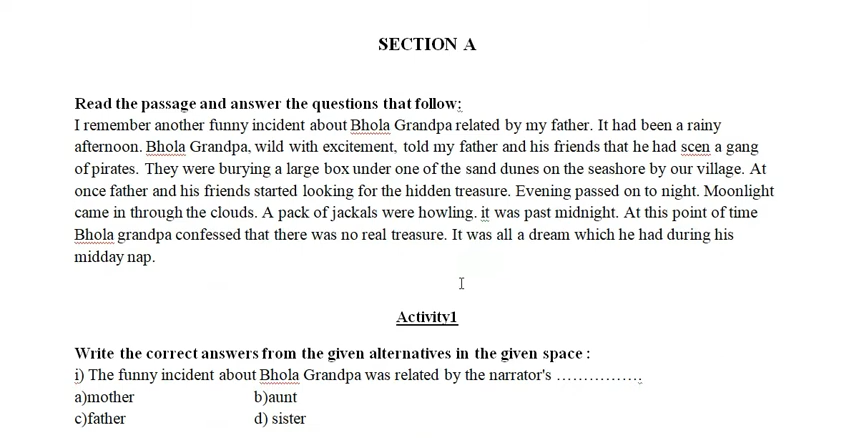 SECTION A
Read the passage and answer the questions that follow:
I remember another funny incident about Bhola Grandpa related by my father. It had been a rainy
afternoon. Bhola Grandpa, wild with excitement, told my father and his friends that he had scen a gang
of pirates. They were burying a large box under one of the sand dunes on the seashore by our village. At
once father and his friends started looking for the hidden treasure. Evening passed on to night. Moonlight
came in through the clouds. A pack of jackals were howling. it was past midnight. At this point of time
Bhola grandpa confessed that there was no real treasure. It was all a dream which he had during his
midday nap.
Activity1
Write the correct answers from the given alternatives in the given space :
i) The funny incident about Bhola Grandpa was related by the narrator's ................
a)mother b)aunt
c)father d) sister